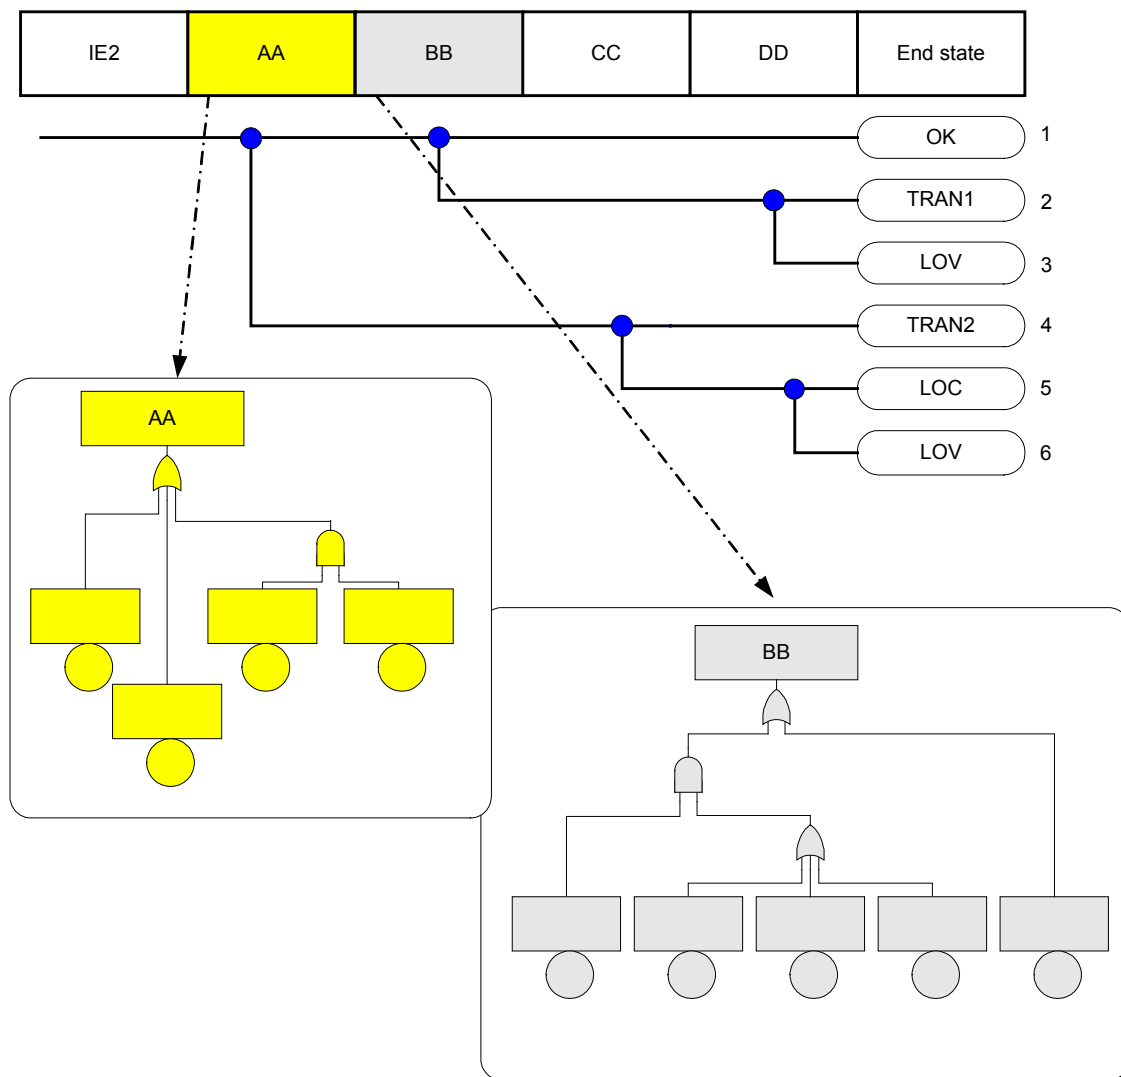 IE2 AA BB CC DD End state
OK 1
TRAN1 2
LOV 3
TRAN2 4
LOC 5
LOV 6
AA
BB